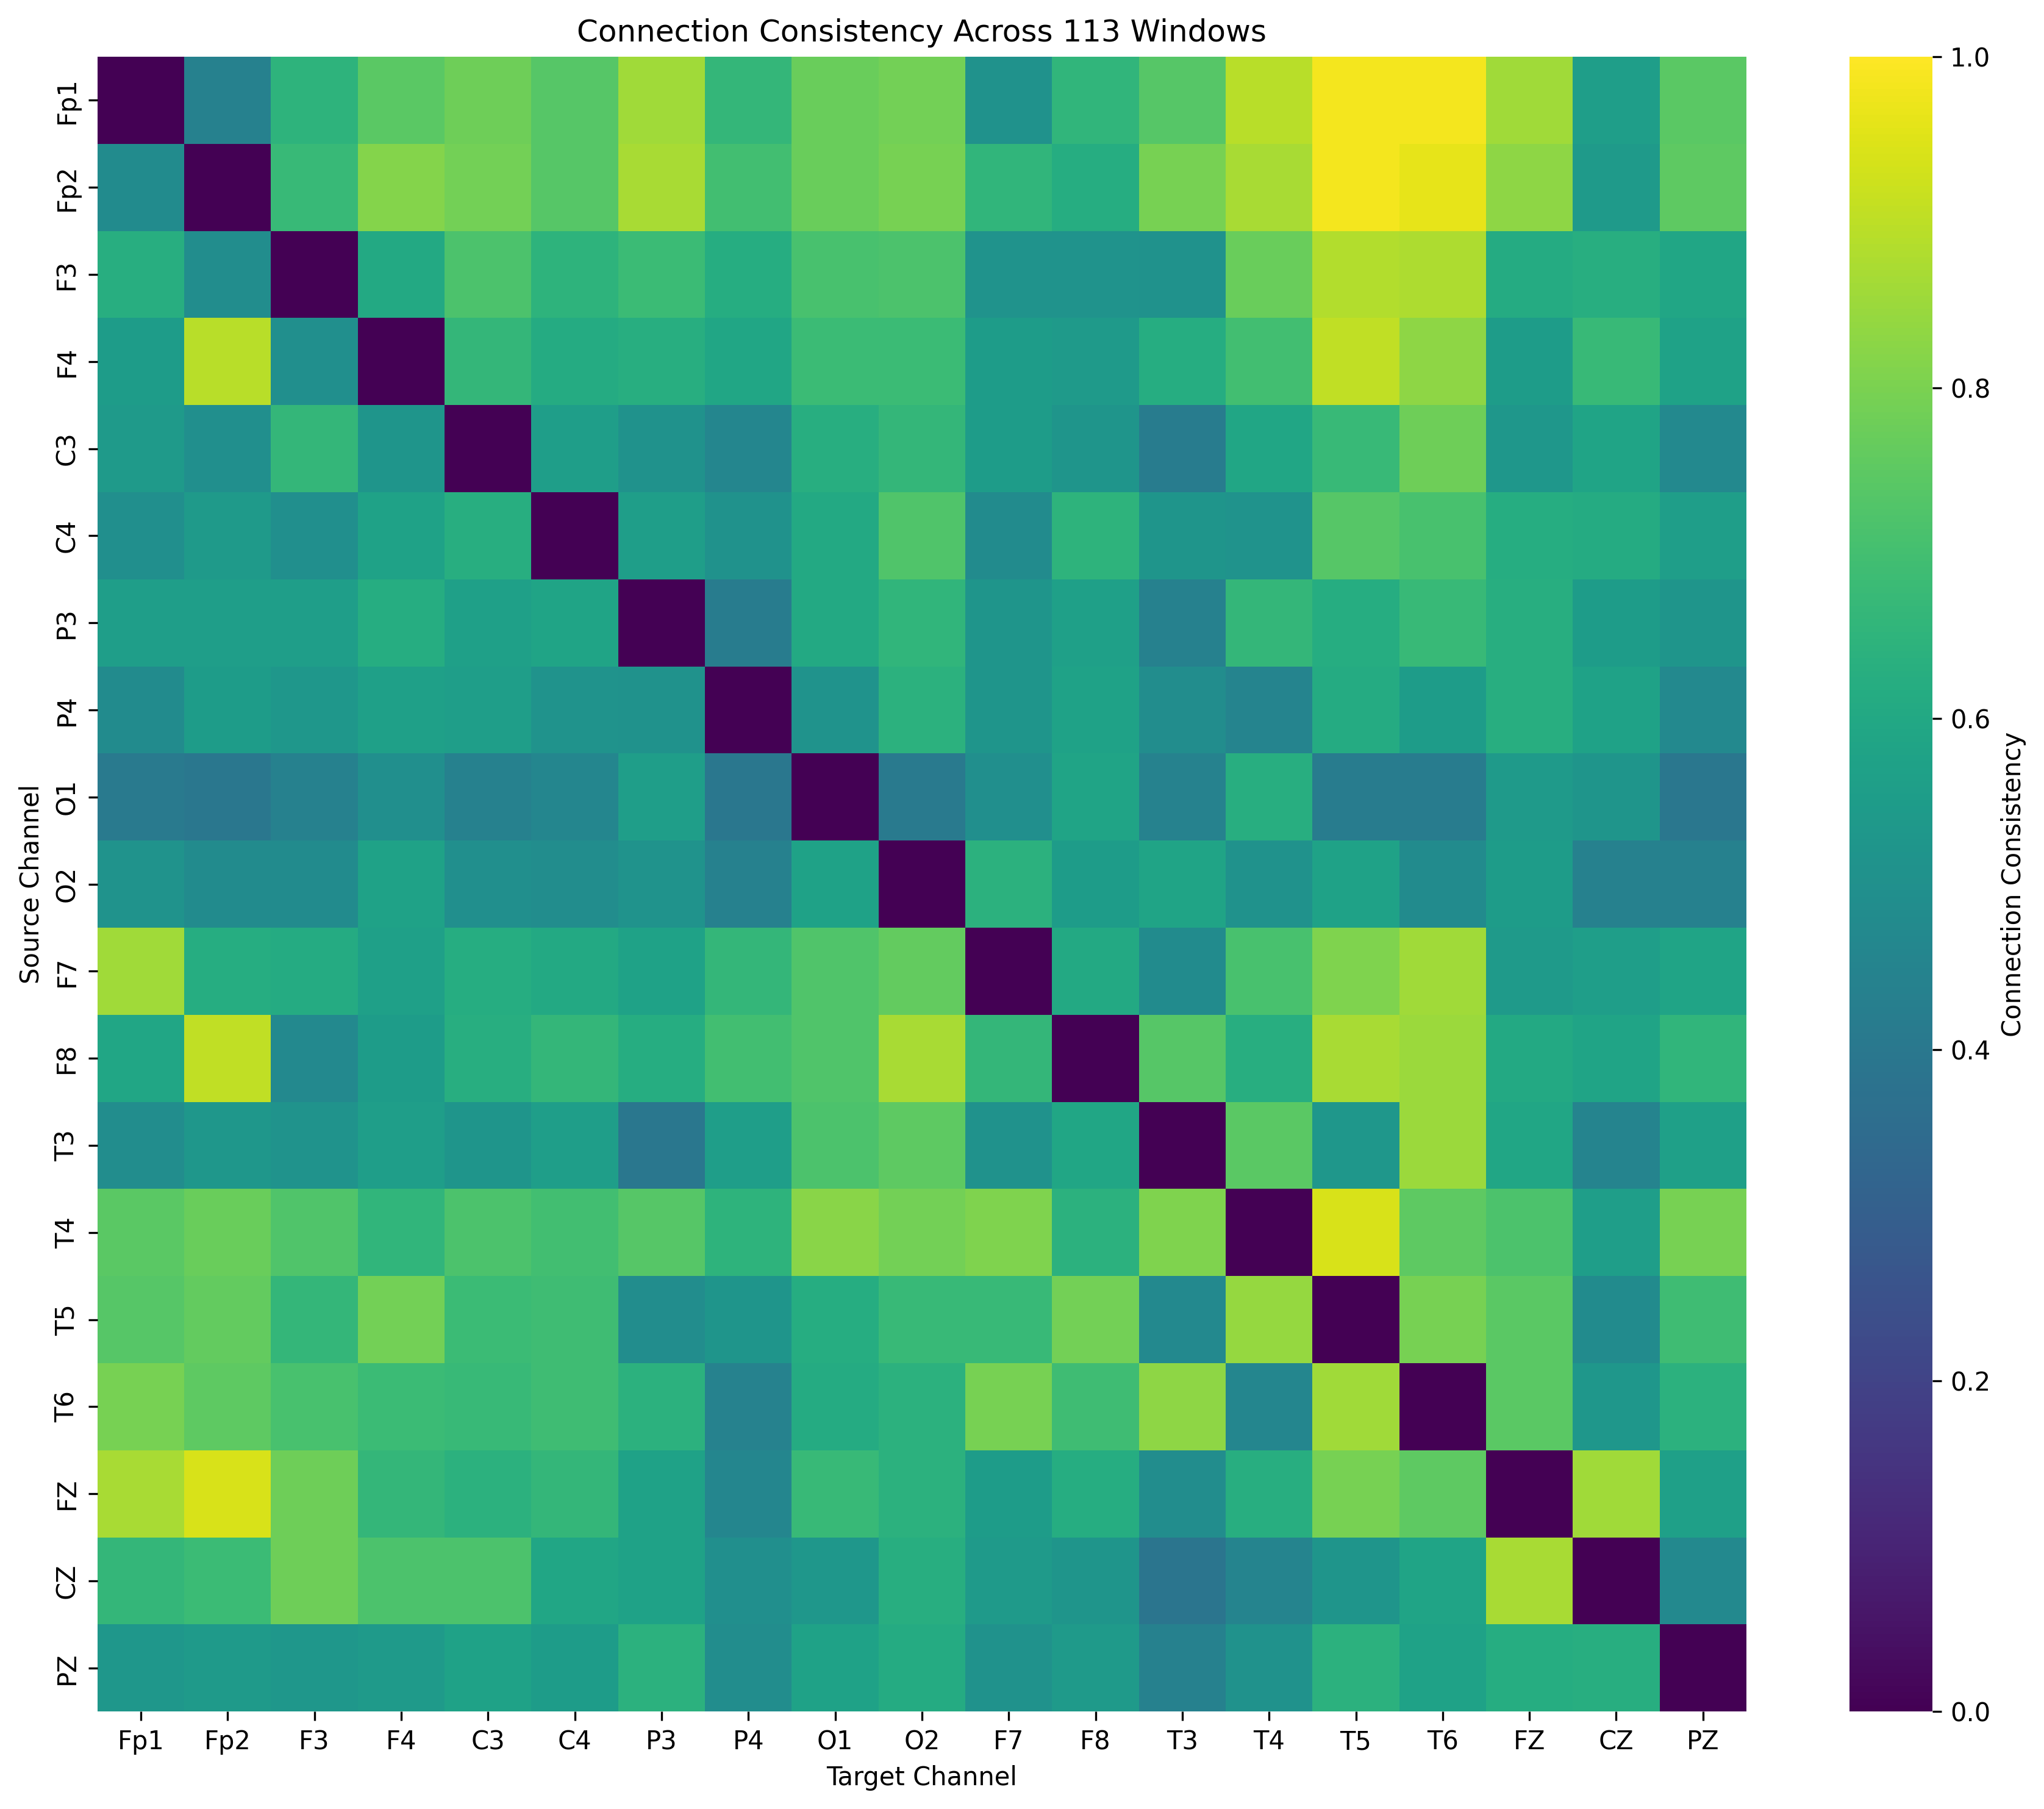 Connection Consistency Across 113 Windows
Source Channel
Fp1
Fp2
F3
F4
C3
C4
P3
P4
O1
O2
F7
F8
T3
T4
T5
T6
FZ
CZ
PZ
Fp1 Fp2 F3 F4 C3 C4 P3 P4 O1 O2 F7 F8 T3 T4 T5 T6 FZ CZ PZ
Target Channel
1.0
0.8
0.6
0.4
0.2
0.0
Connection Consistency